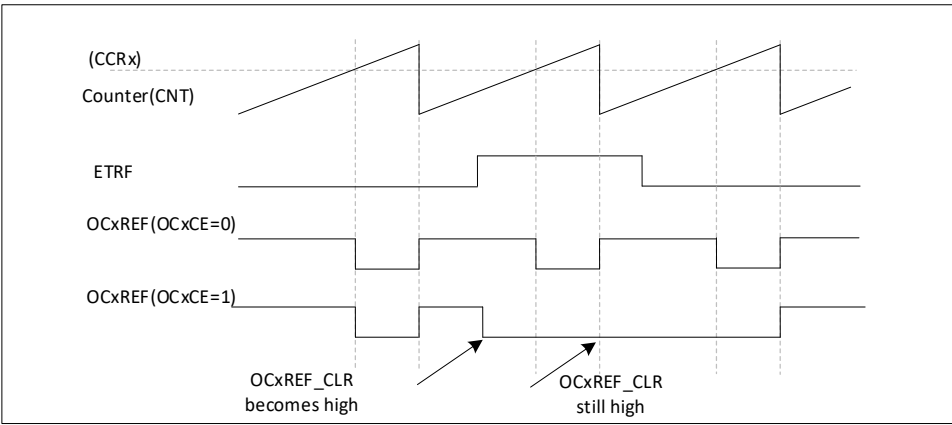 (CCRx)
Counter(CNT)
ETRF
OCxREF(OCxCE=0)
OCxREF(OCxCE=1)
OCxREF_CLR
becomes high
OCxREF_CLR
still high